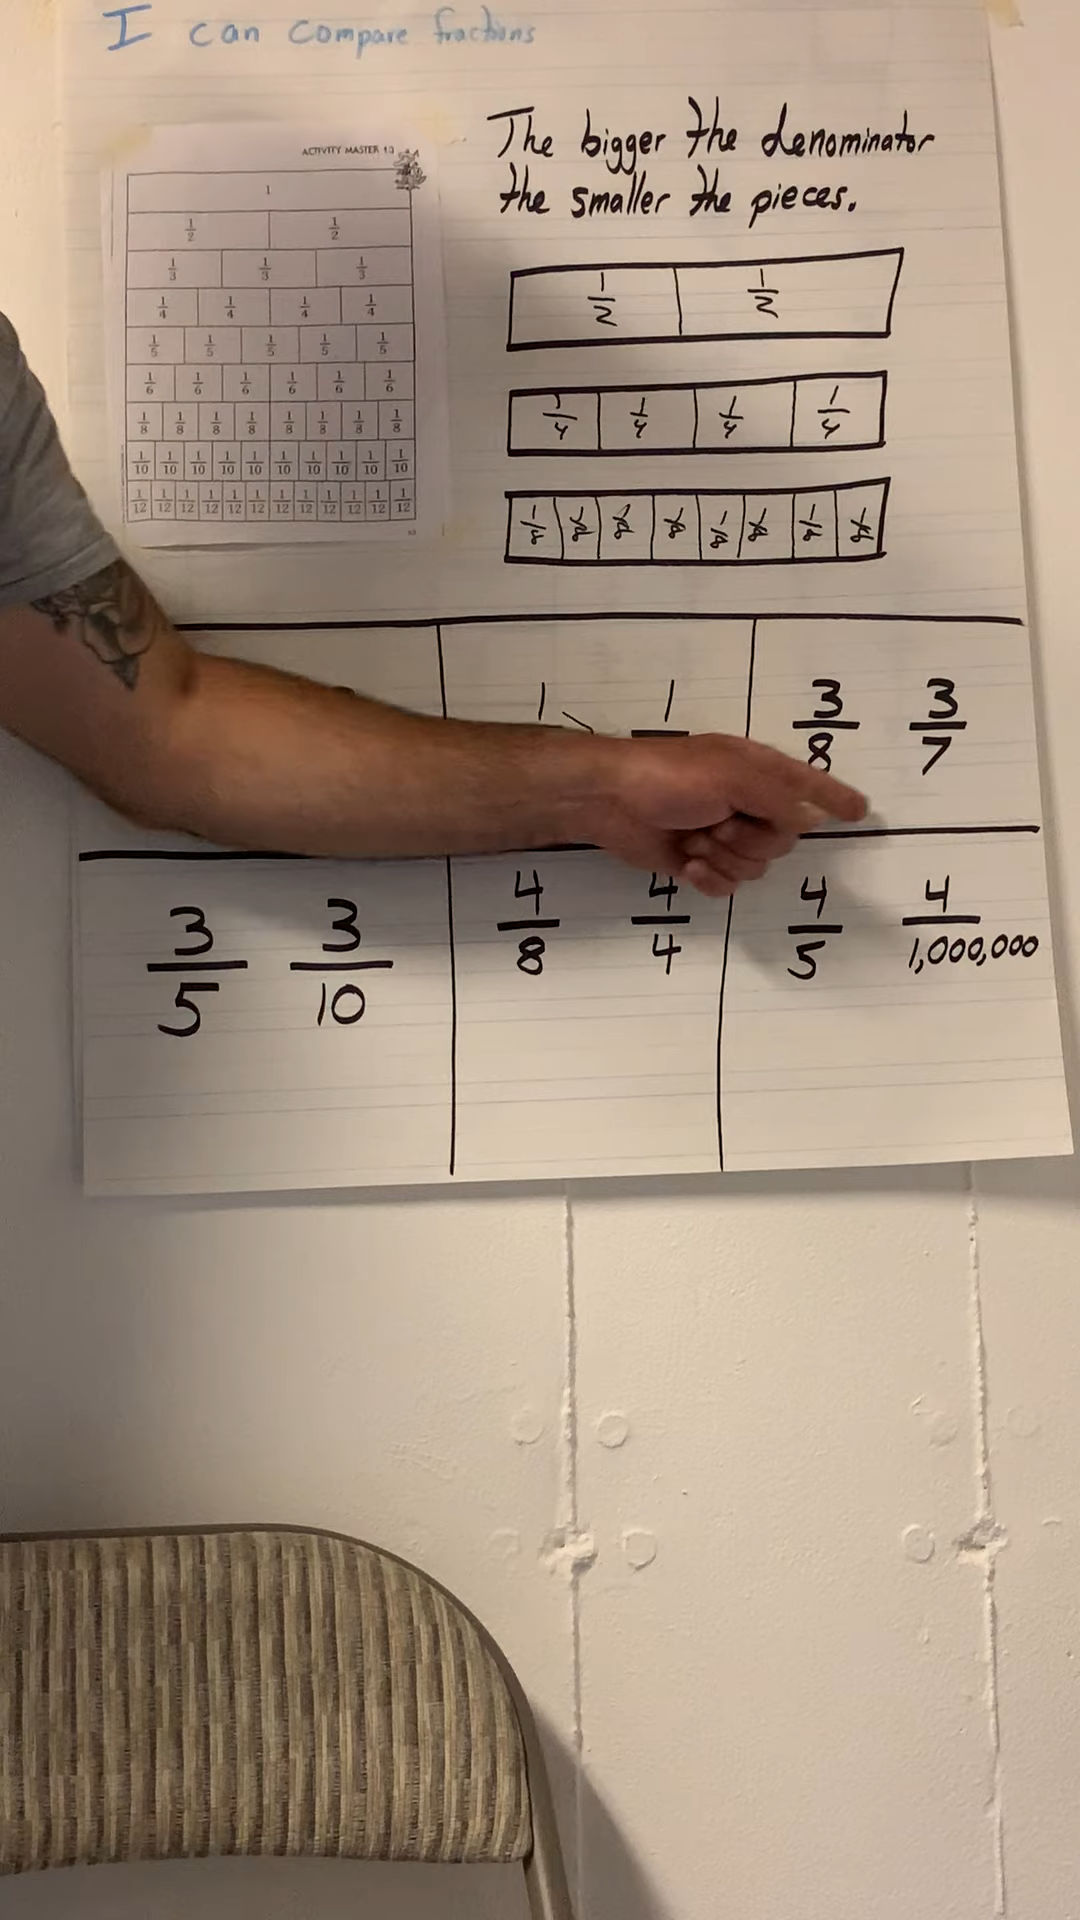 I can compare fractions
ACTIVITY MASTER 13
The bigger the denominator
the smaller the pieces.
1
1/2 1/2
1/3 1/3 1/3
1/4 1/4 1/4 1/4
1/5 1/5 1/5 1/5 1/5
1/6 1/6 1/6 1/6 1/6 1/6
1/8 1/8 1/8 1/8 1/8 1/8 1/8 1/8
1/10 1/10 1/10 1/10 1/10 1/10 1/10 1/10 1/10 1/10
1/12 1/12 1/12 1/12 1/12 1/12 1/12 1/12 1/12 1/12 1/12 1/12
1/2 1/2
1/4 1/4 1/4 1/4
1/8 1/8 1/8 1/8 1/8 1/8 1/8 1/8
1 1
3/8 3/7
3/5 3/10
4/8 4/4
4/5 4/1,000,000